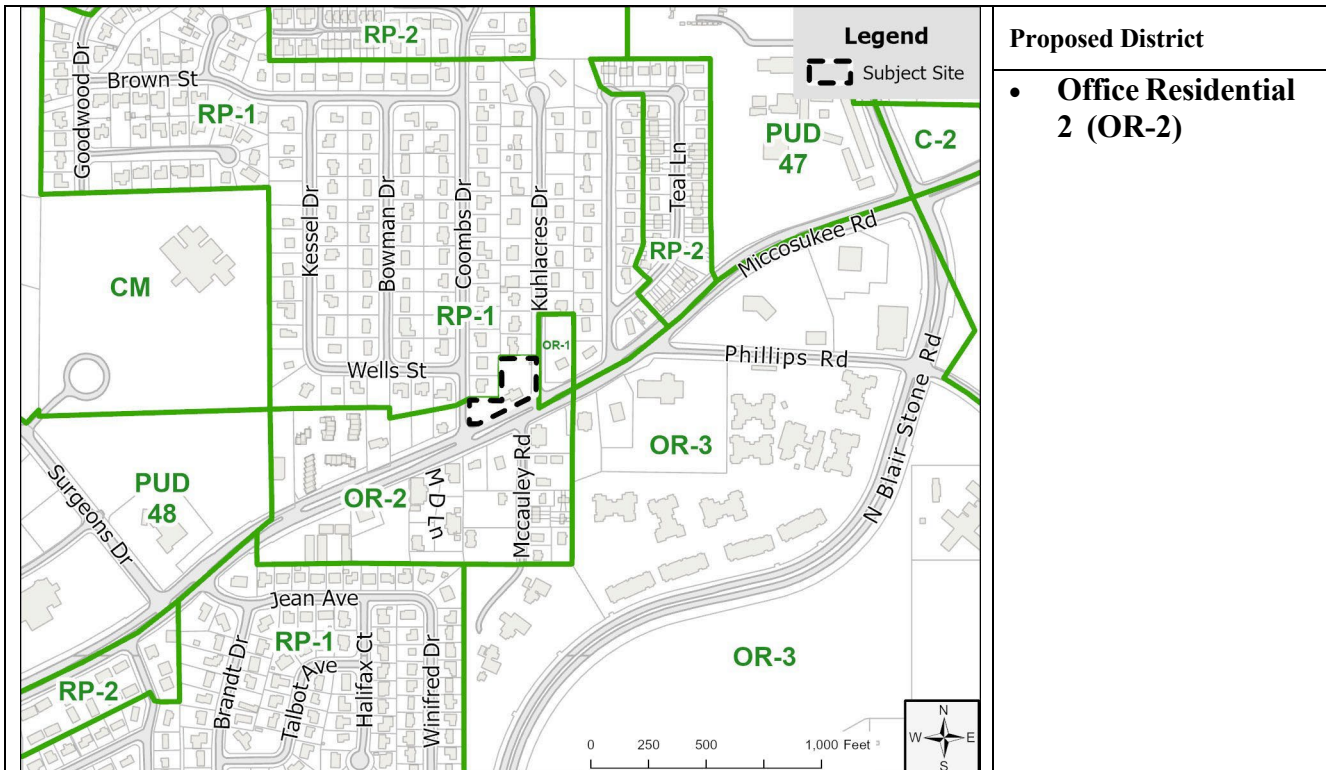 RP-2
Legend
Subject Site
Goodwood Dr
Brown St
RP-1
PUD
47
C-2
Teal Ln
Kessel Dr
Bowman Dr
Coombs Dr
Kuhlacres Dr
RP-2
Miccosukee Rd
CM
RP-1
OR-1
Phillips Rd
Wells St
N Blair Stone Rd
OR-3
Surgeons Dr
PUD
48
OR-2
M D Ln
Mccauley Rd
Jean Ave
RP-1
OR-3
RP-2
Brandt Dr
Talbot Ave
Halifax Ct
Winifred Dr
N
W E
S
0 250 500 1,000 Feet
Proposed District
• Office Residential
2 (OR-2)